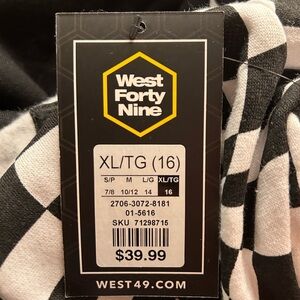 West
Forty
Nine
XL/TG (16)
S/P M L/G XL/TG
7/8 10/12 14 16
2706-3072-8181
01-5616
SKU 71298715
$39.99
WEST49.COM